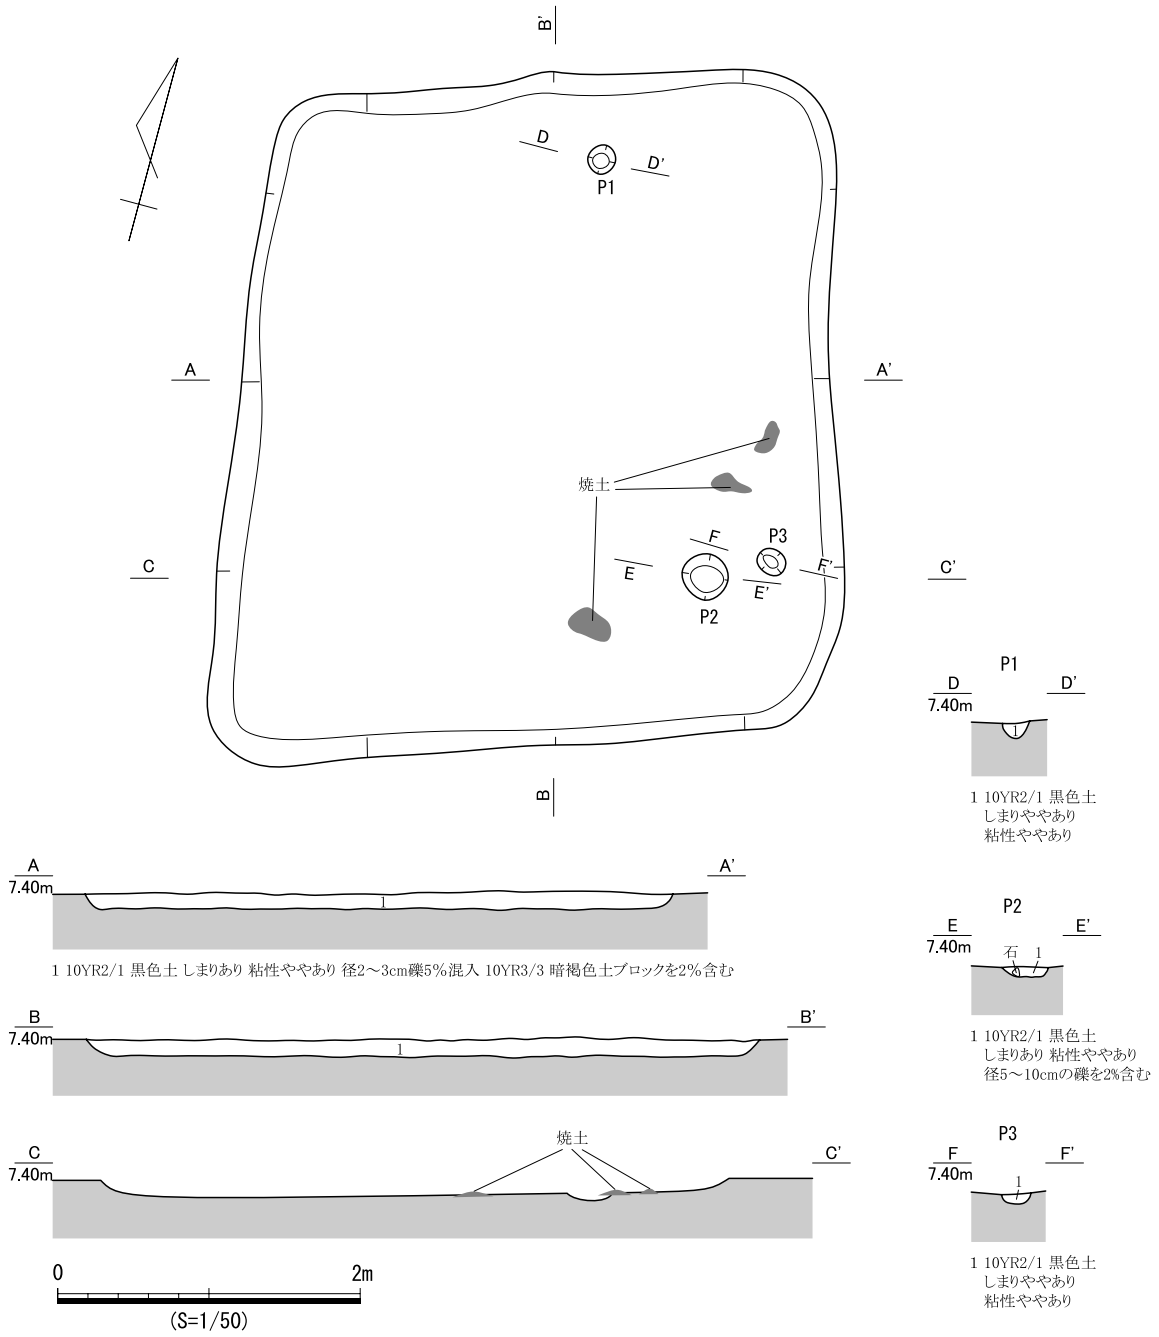 B'
D
D'
P1
A
A'
焼土
F
P3
C
E
F'
C'
E'
P2
B
P1
D
D'
7.40m
1
1 10YR2/1 黒色土
しまりややあり
粘性ややあり
A
A'
7.40m
1
1 10YR2/1 黒色土 しまりあり 粘性ややあり 径2～3cm礫5%混入 10YR3/3 暗褐色土ブロックを2%含む
P2
E
E'
7.40m
石
1
1 10YR2/1 黒色土
しまりあり 粘性ややあり
径5～10cmの礫を2%含む
B
B'
7.40m
1
焼土
C
C'
7.40m
P3
F
F'
7.40m
1
1 10YR2/1 黒色土
しまりややあり
粘性ややあり
0
2m
(S=1/50)